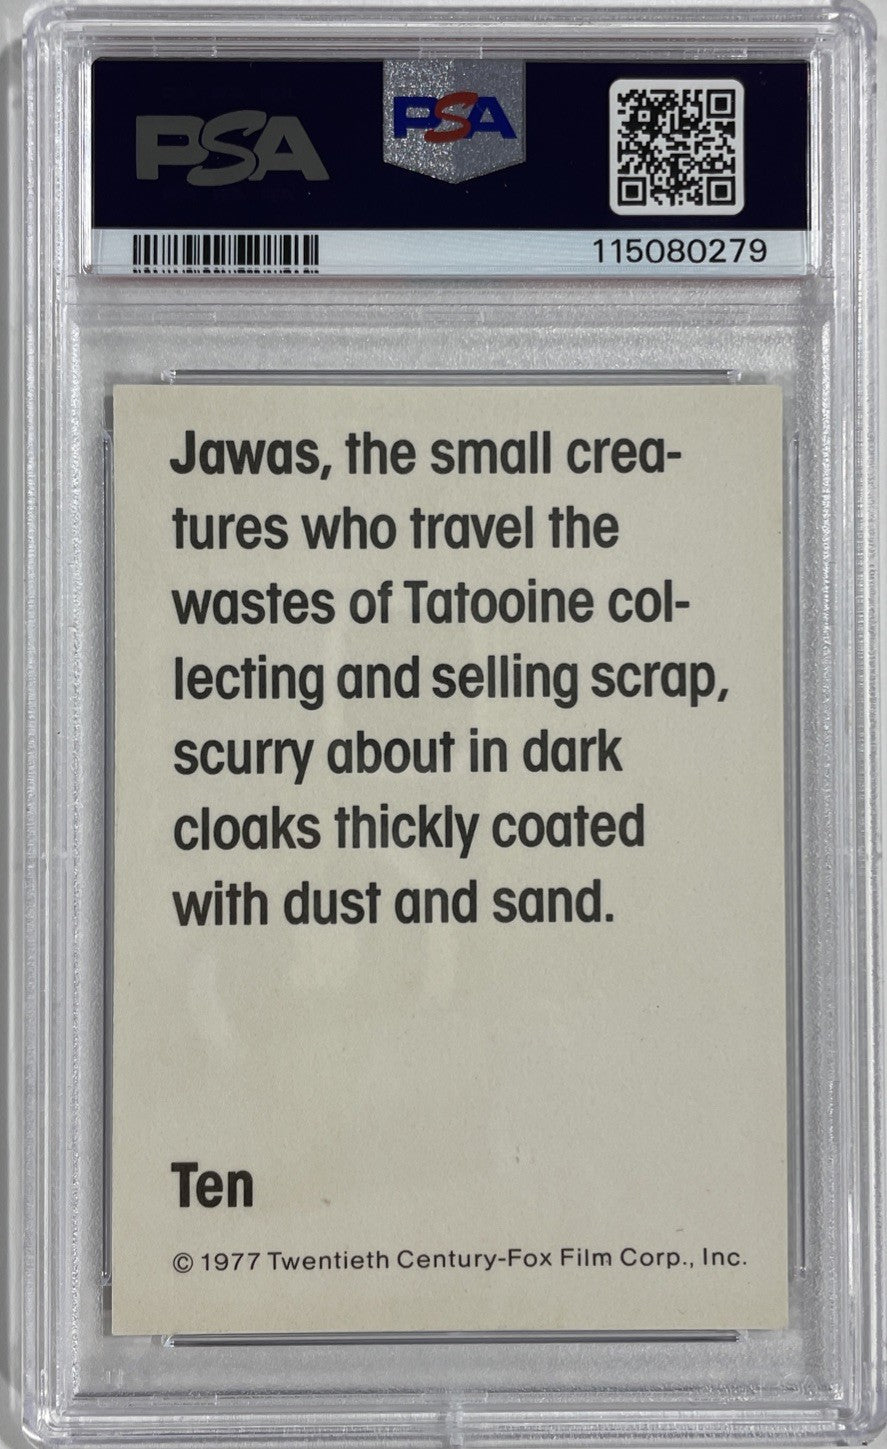 PSA
PSA
115080279
Jawas, the small crea-
tures who travel the
wastes of Tatooine col-
lecting and selling scrap,
scurry about in dark
cloaks thickly coated
with dust and sand.
Ten
© 1977 Twentieth Century-Fox Film Corp., Inc.